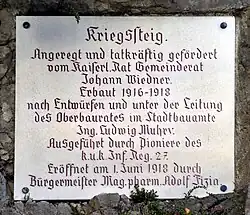 Kriegssteig.
Angeregt und tatkräftig gefördert
vom Kaiserl. Rat Gemeinderat
Johann Wiedner.
Erbaut 1916-1918
nach Entwürfen und unter der Leitung
des Oberbaurates im Stadtbauamte
Ing. Ludwig Muhry.
Ausgeführt durch Pioniere des
k.u.k. Inf. Reg. 27.
Eröffnet am 1. Juni 1918 durch
Bürgermeister Mag. pharm. Adolf Fizia.